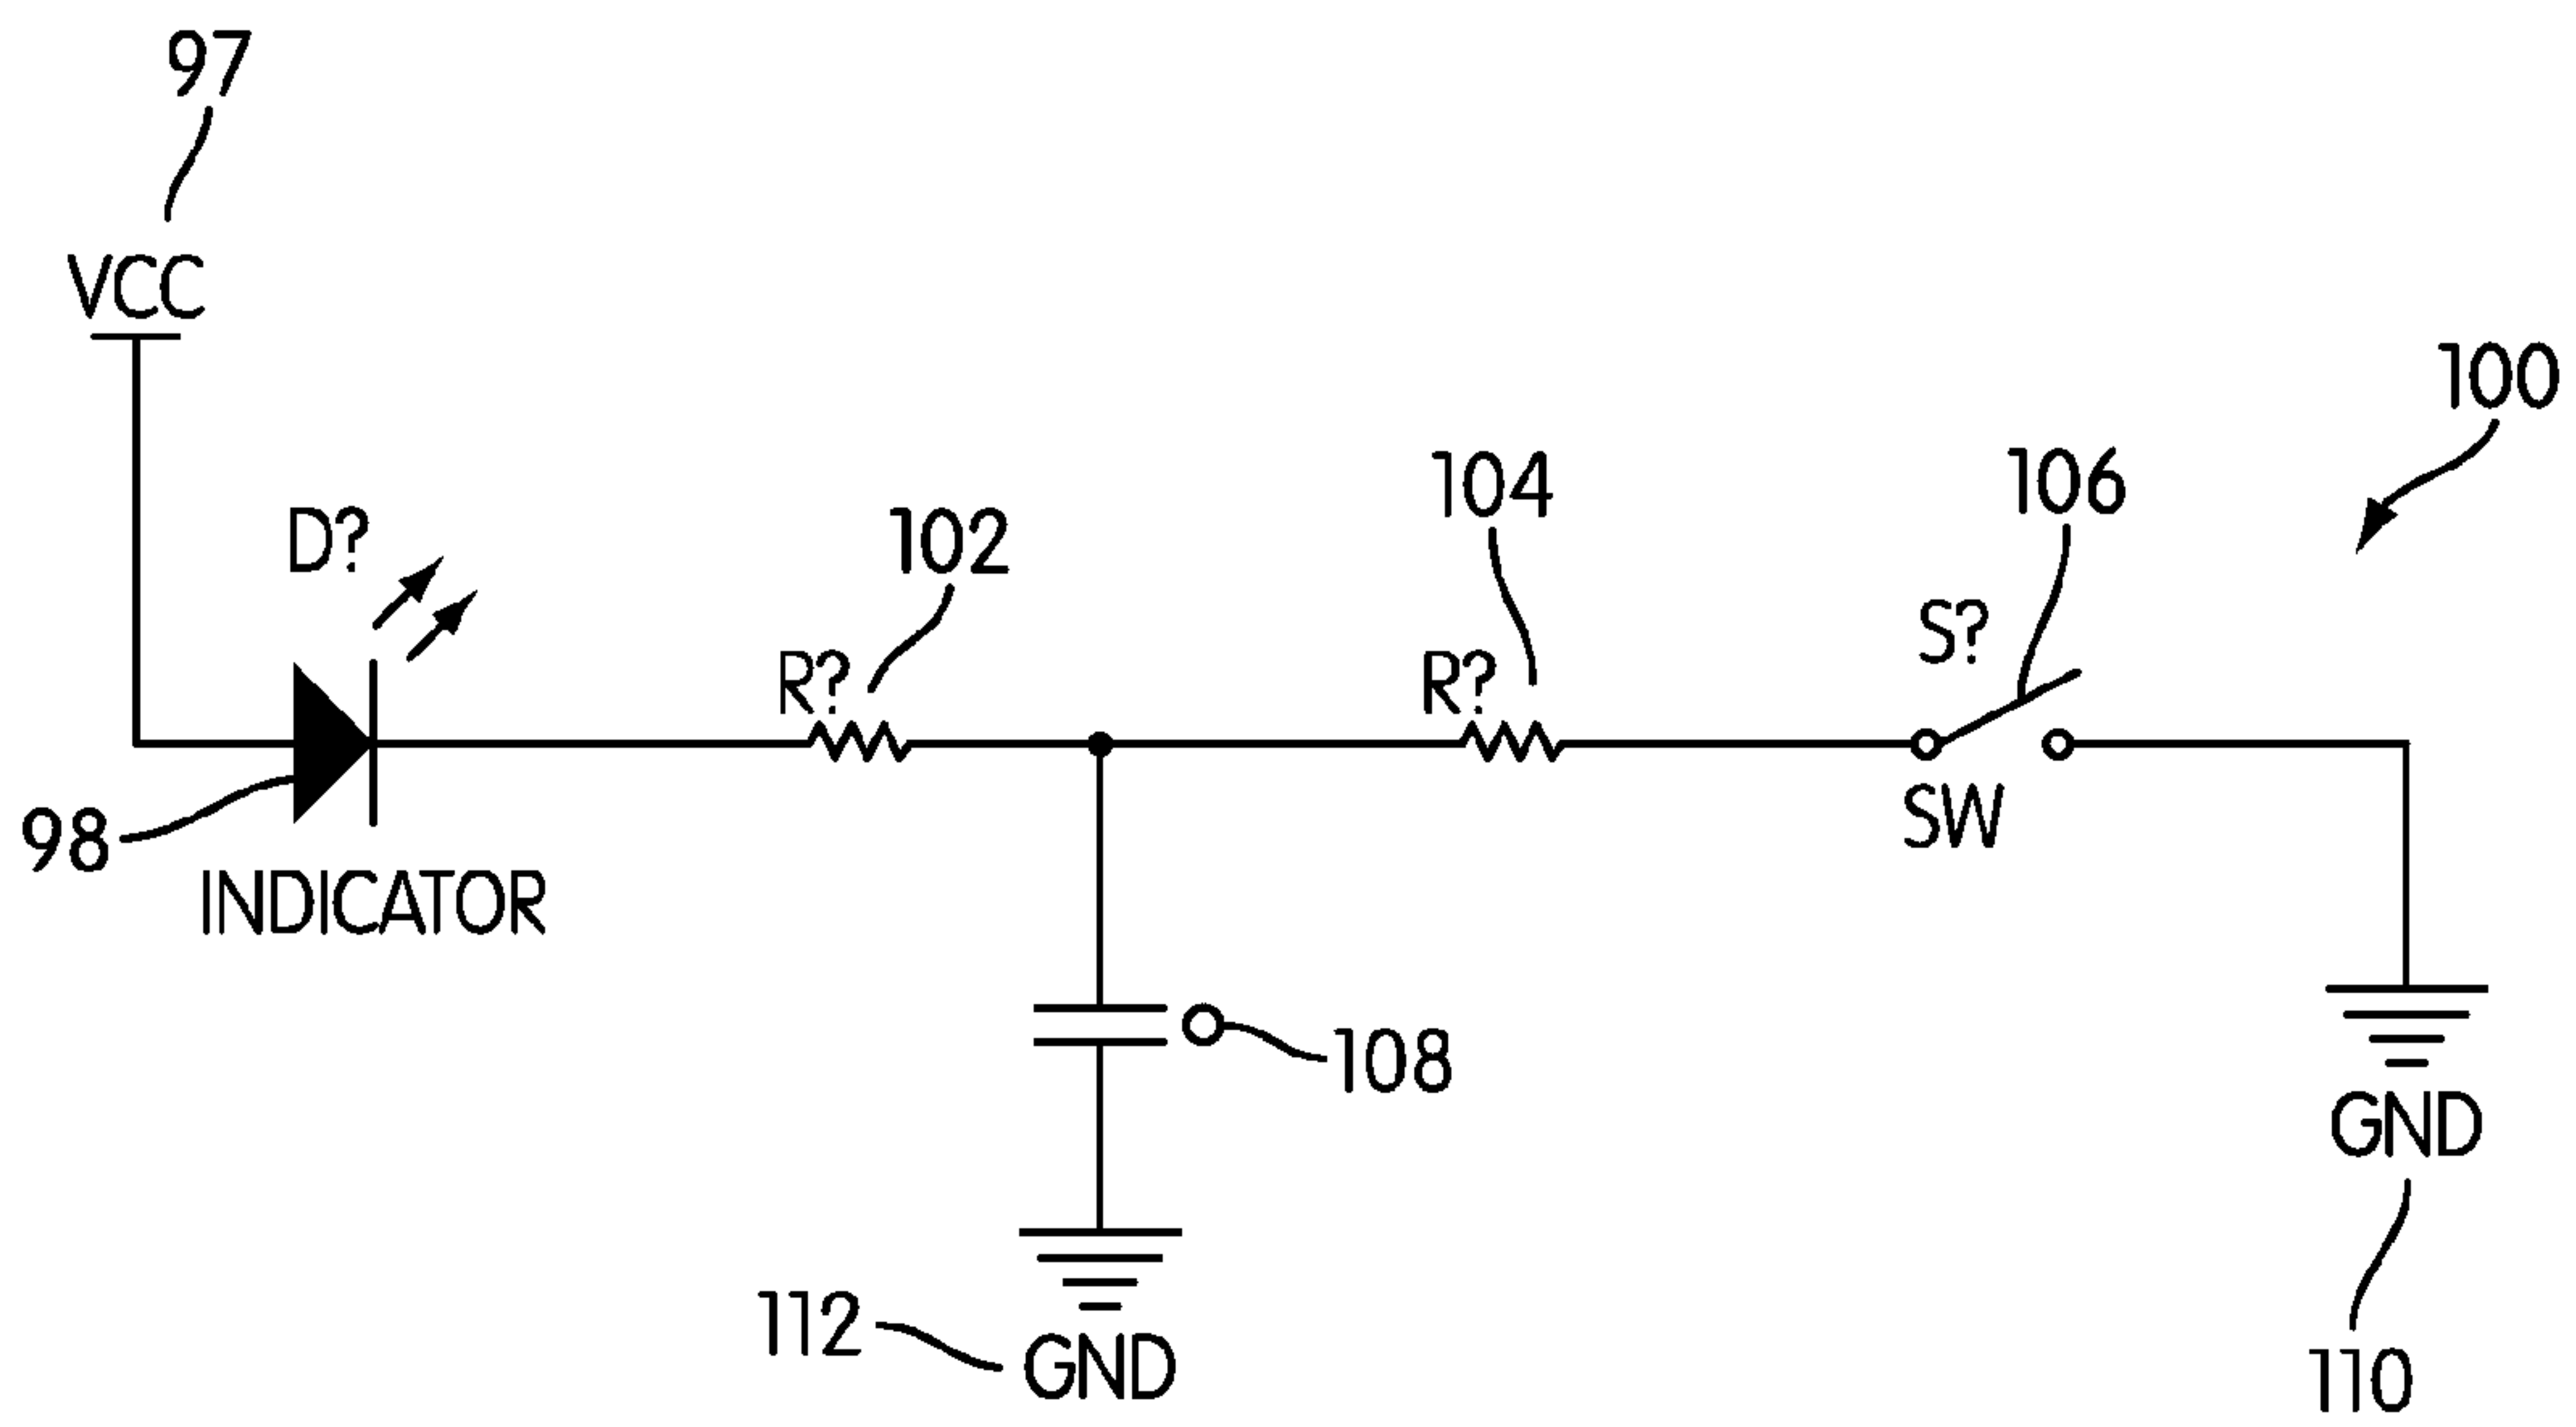 97
VCC
100
104
106
D?
102
S?
R?
R?
98
SW
INDICATOR
108
GND
112
GND
110